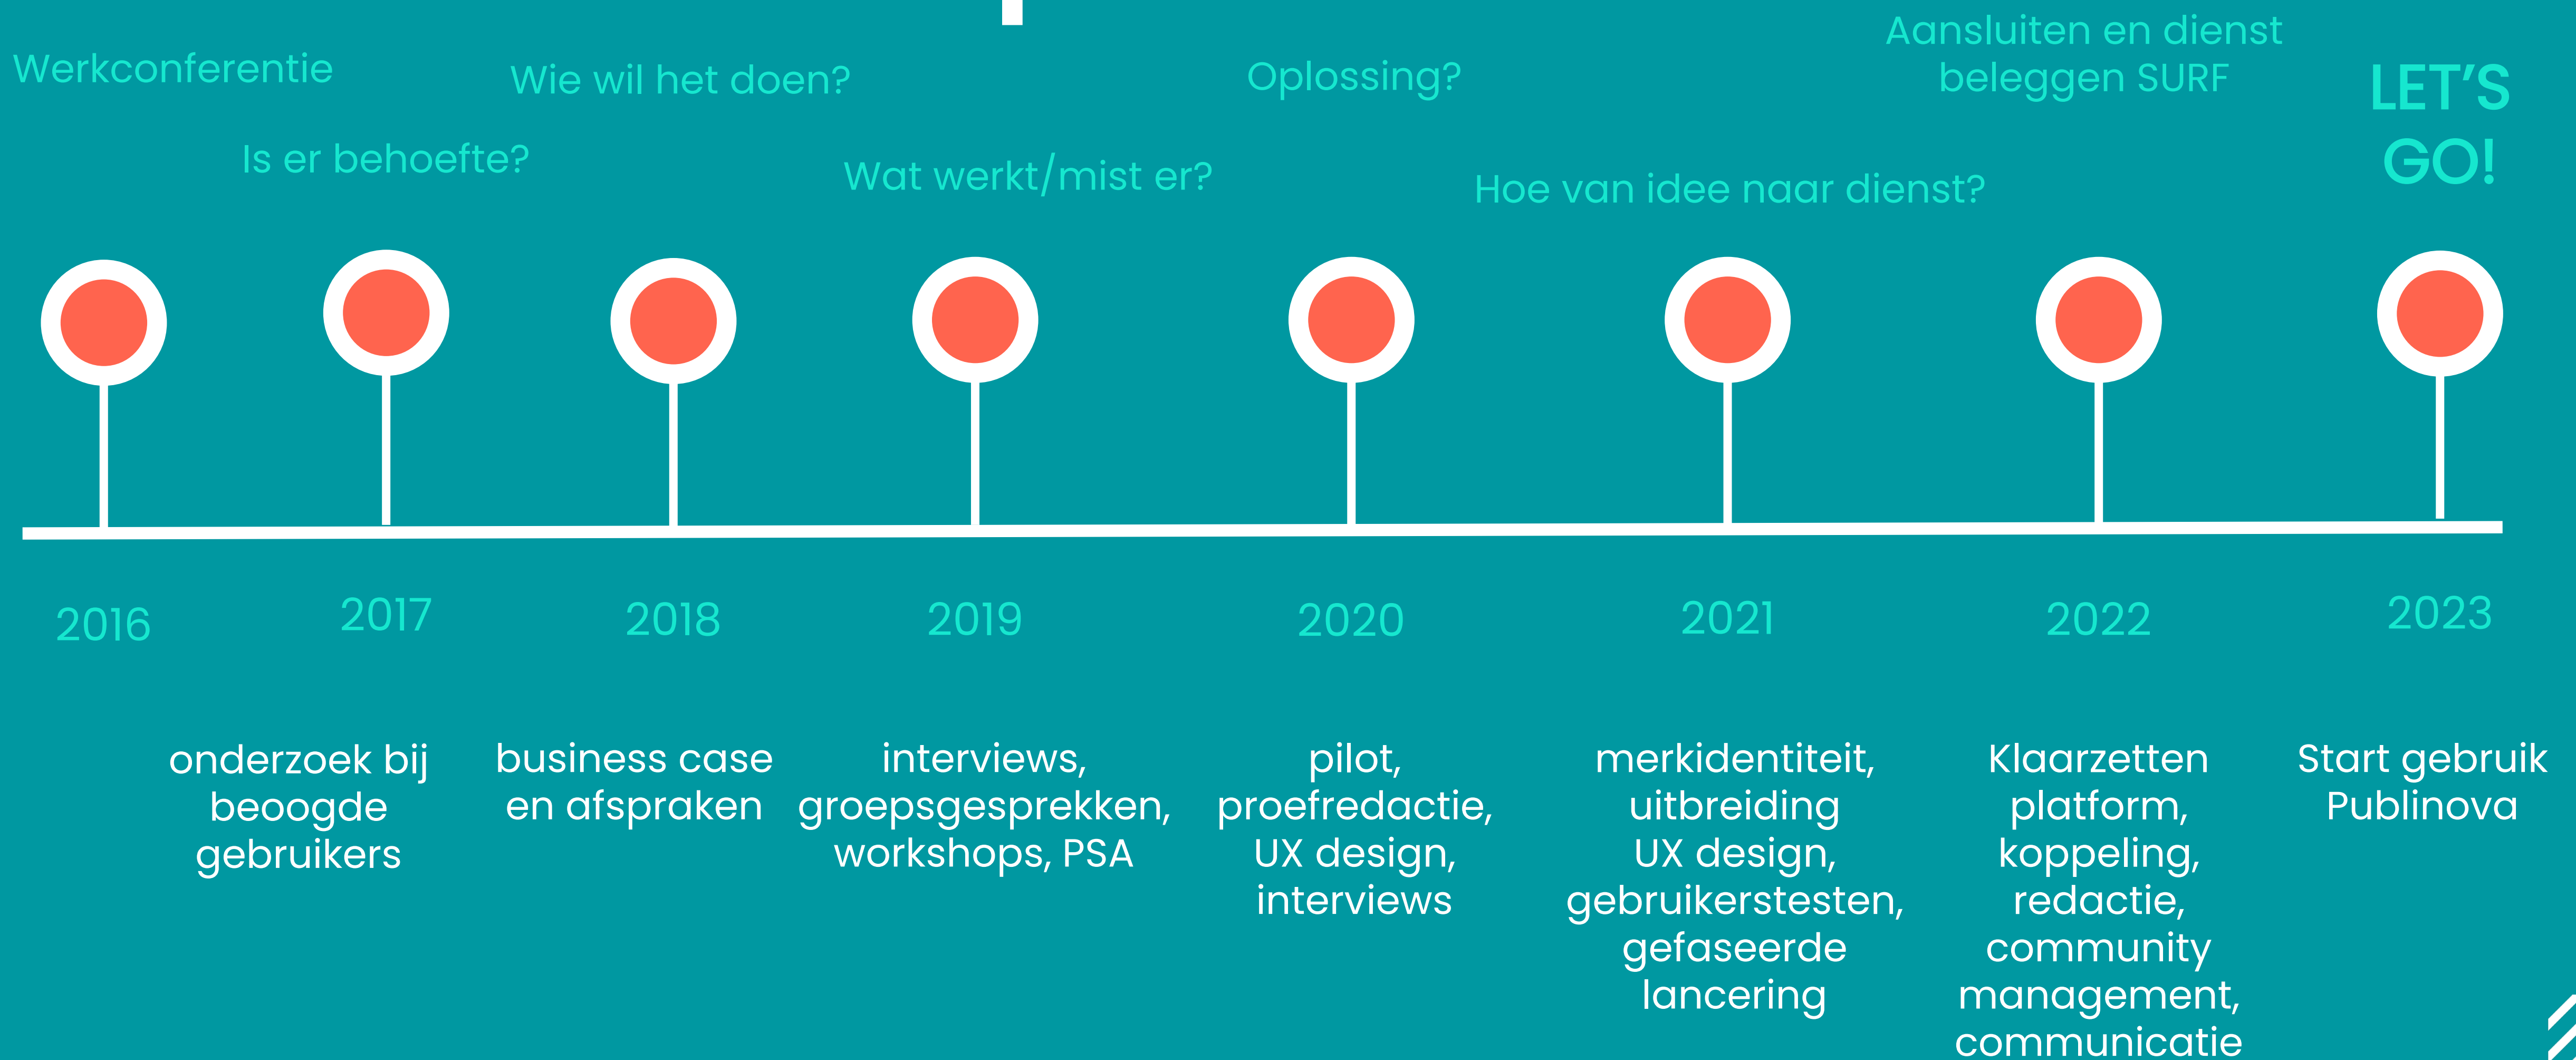 Werkconferentie
Is er behoefte?
Wie wil het doen?
Wat werkt/mist er?
Oplossing?
Hoe van idee naar dienst?
Aansluiten en dienst
beleggen SURF
LET'S
GO!
2016
2017
2018
2019
2020
2021
2022
2023
onderzoek bij
beoogde
gebruikers
business case
en afspraken
interviews,
groepsgesprekken,
workshops, PSA
pilot,
proefredactie,
UX design,
interviews
merkidentiteit,
uitbreiding
UX design,
gebruikerstesten,
gefaseerde
lancering
Klaarzetten
platform,
koppeling,
redactie,
community
management,
communicatie
Start gebruik
Publinova